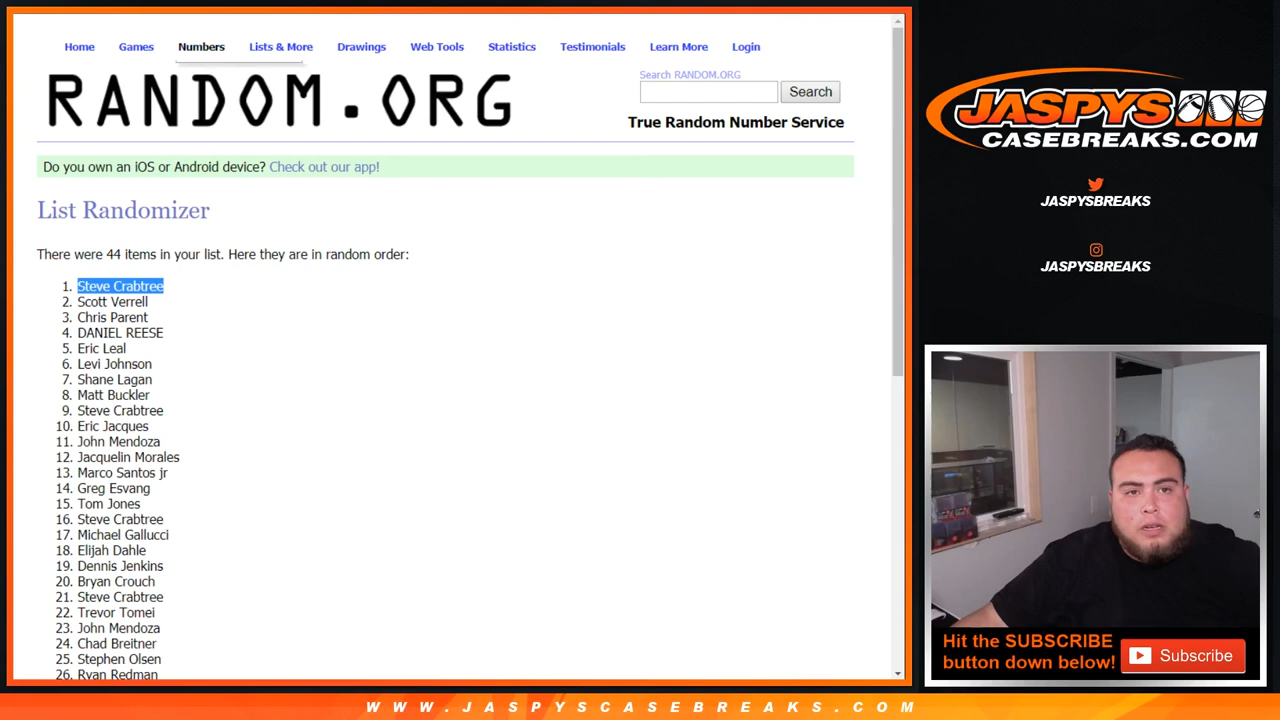 Home Games Numbers Lists & More Drawings Web Tools Statistics Testimonials Learn More Login
RANDOM.ORG
Search RANDOM.ORG
Search
True Random Number Service
Do you own an iOS or Android device? Check out our app!
List Randomizer
There were 44 items in your list. Here they are in random order:
1. Steve Crabtree
2. Scott Verrell
3. Chris Parent
4. DANIEL REESE
5. Eric Leal
6. Levi Johnson
7. Shane Lagan
8. Matt Buckler
9. Steve Crabtree
10. Eric Jacques
11. John Mendoza
12. Jacquelin Morales
13. Marco Santos jr
14. Greg Esvang
15. Tom Jones
16. Steve Crabtree
17. Michael Gallucci
18. Elijah Dahle
19. Dennis Jenkins
20. Bryan Crouch
21. Steve Crabtree
22. Trevor Tomei
23. John Mendoza
24. Chad Breitner
25. Stephen Olsen
26. Ryan Redman
JASPYS
CASEBREAKS.COM
JASPYSBREAKS
JASPYSBREAKS
Hit the SUBSCRIBE
button down below!
Subscribe
WWW.JASPYSCASEBREAKS.COM